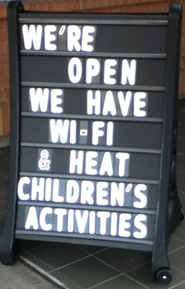 WE'RE
OPEN
WE HAVE
WI-FI
& HEAT
CHILDREN'S
ACTIVITIES